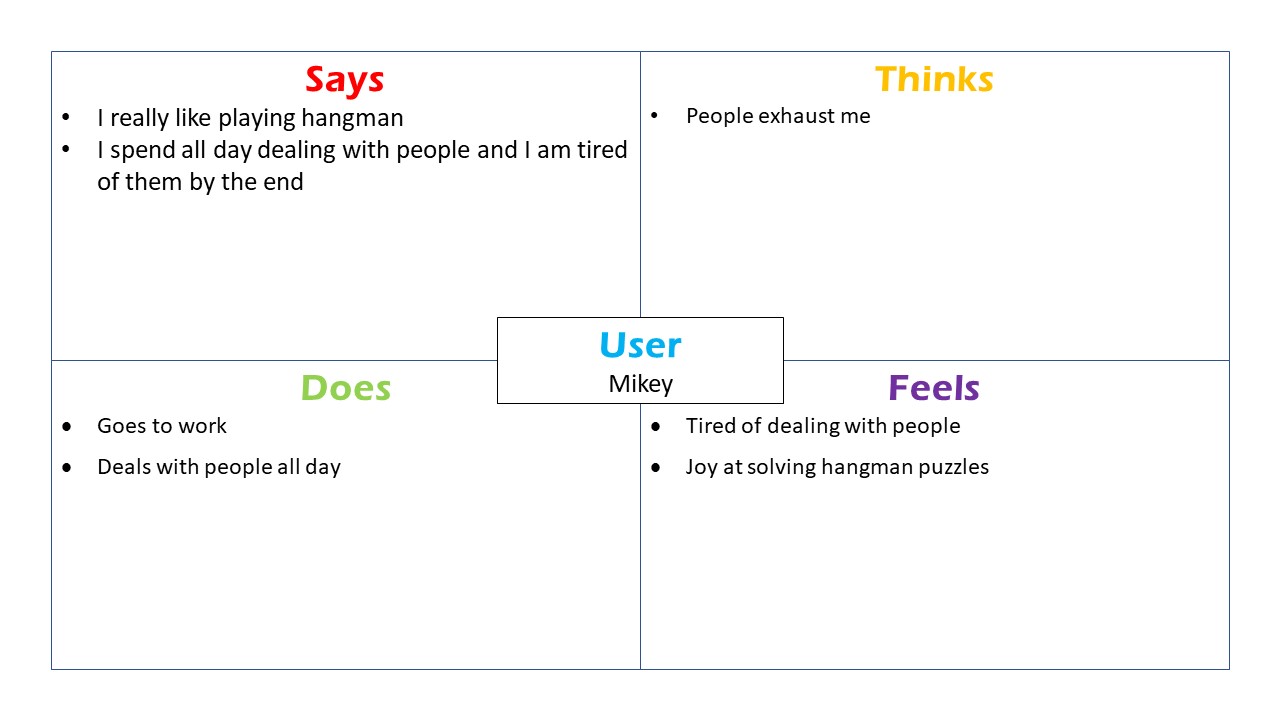 Says
• I really like playing hangman
• I spend all day dealing with people and I am tired
of them by the end
Thinks
• People exhaust me
User
Mikey
Does
• Goes to work
• Deals with people all day
Feels
• Tired of dealing with people
• Joy at solving hangman puzzles